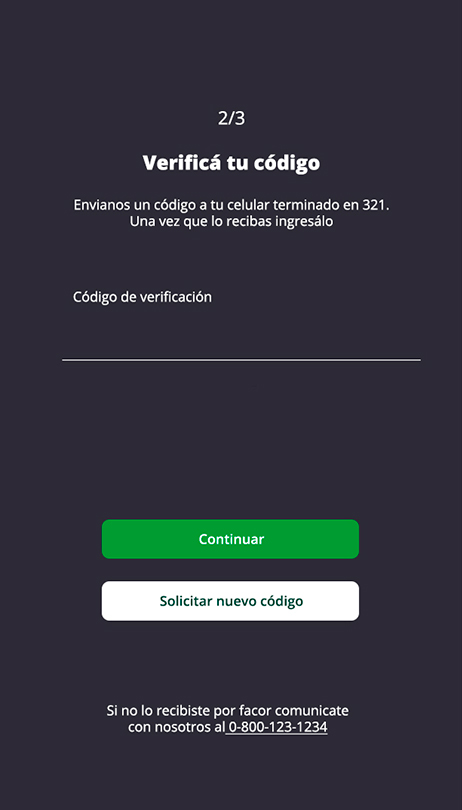 2/3
Verificá tu código
Envianos un código a tu celular terminado en 321.
Una vez que lo recibas ingresálo
Código de verificación
Continuar
Solicitar nuevo código
Si no lo recibiste por facor comunicate
con nosotros al 0-800-123-1234